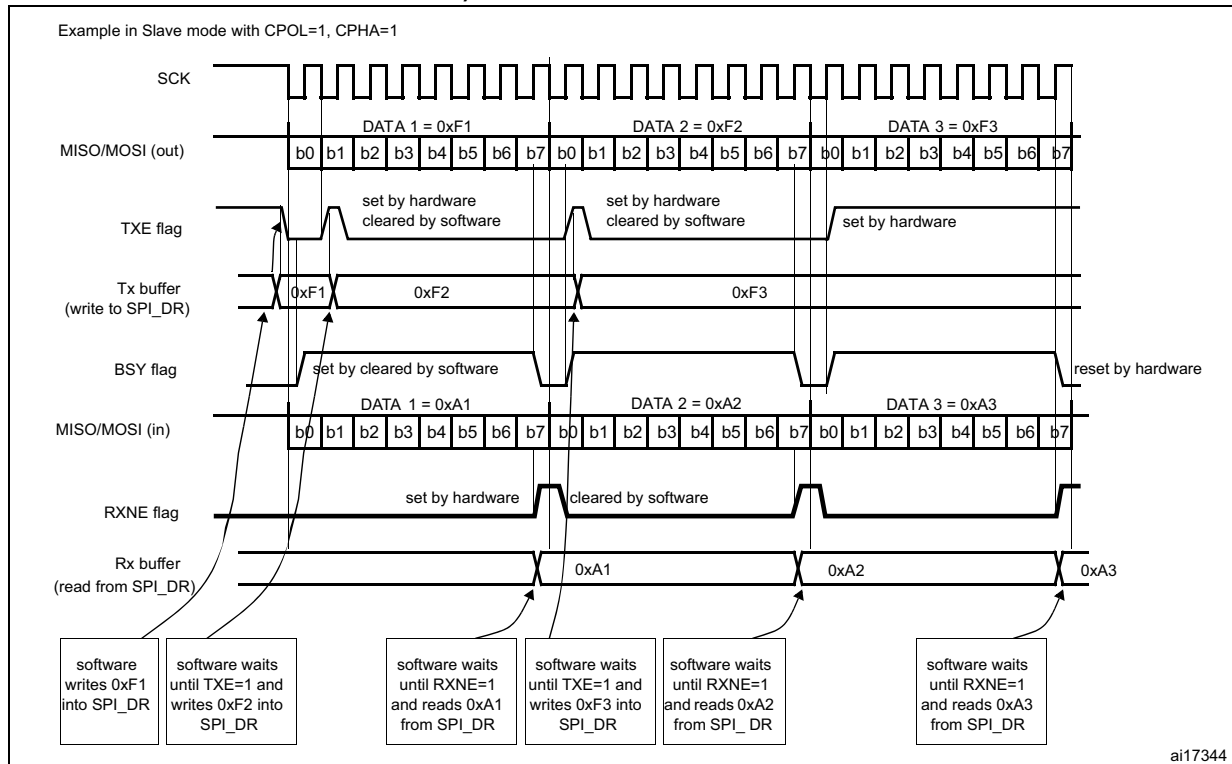 Example in Slave mode with CPOL=1, CPHA=1
SCK
DATA 1 = 0xF1
DATA 2 = 0xF2
DATA 3 = 0xF3
MISO/MOSI (out)
b0 b1 b2 b3 b4 b5 b6 b7 b0 b1 b2 b3 b4 b5 b6 b7 b0 b1 b2 b3 b4 b5 b6 b7
TXE flag
set by hardware
cleared by software
set by hardware
cleared by software
set by hardware
Tx buffer
(write to SPI_DR)
0xF1
0xF2
0xF3
BSY flag
set by cleared by software
reset by hardware
DATA 1 = 0xA1
DATA 2 = 0xA2
DATA 3 = 0xA3
MISO/MOSI (in)
b0 b1 b2 b3 b4 b5 b6 b7 b0 b1 b2 b3 b4 b5 b6 b7 b0 b1 b2 b3 b4 b5 b6 b7
RXNE flag
set by hardware
cleared by software
Rx buffer
(read from SPI_DR)
0xA1
0xA2
0xA3
software
writes 0xF1
into SPI_DR
software waits
until TXE=1 and
writes 0xF2 into
SPI_DR
software waits
until RXNE=1
and reads 0xA1
from SPI_DR
software waits
until TXE=1 and
writes 0xF3 into
SPI_DR
software waits
until RXNE=1
and reads 0xA2
from SPI_ DR
software waits
until RXNE=1
and reads 0xA3
from SPI_DR
ai17344